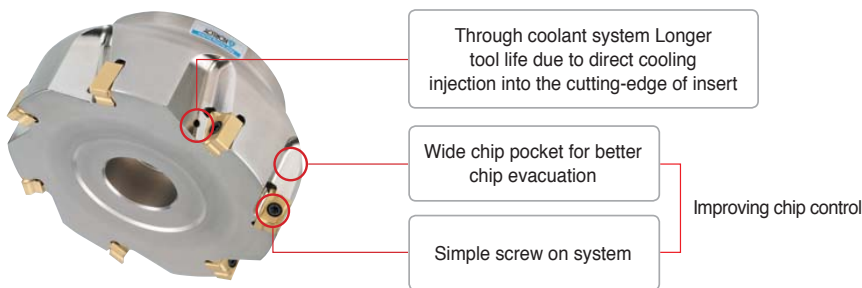 Through coolant system Longer
tool life due to direct cooling
injection into the cutting-edge of insert
Wide chip pocket for better
chip evacuation
Improving chip control
Simple screw on system